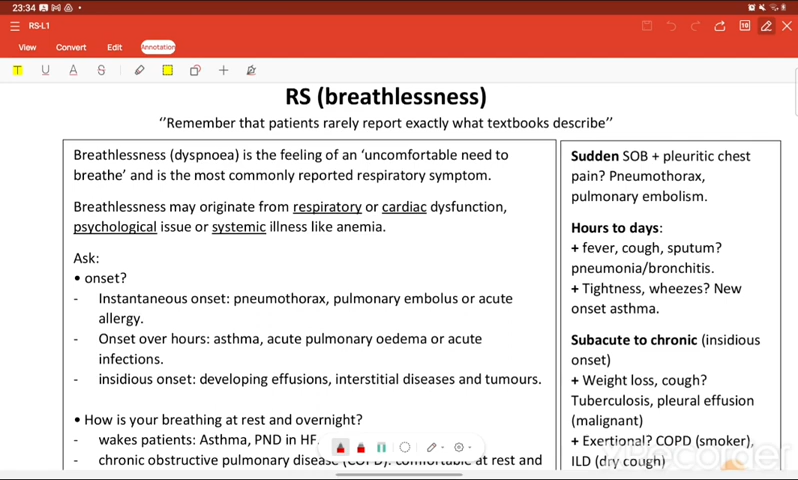 23:34
RS-L1
10
View Convert Edit Annotation
T U A S
RS (breathlessness)
‘‘Remember that patients rarely report exactly what textbooks describe’’
Breathlessness (dyspnoea) is the feeling of an ‘uncomfortable need to
breathe’ and is the most commonly reported respiratory symptom.
Breathlessness may originate from respiratory or cardiac dysfunction,
psychological issue or systemic illness like anemia.
Ask:
• onset?
- Instantaneous onset: pneumothorax, pulmonary embolus or acute
allergy.
- Onset over hours: asthma, acute pulmonary oedema or acute
infections.
- insidious onset: developing effusions, interstitial diseases and tumours.
• How is your breathing at rest and overnight?
- wakes patients: Asthma, PND in HF.
- chronic obstructive pulmonary disease (COPD): comfortable at rest and
Sudden SOB + pleuritic chest
pain? Pneumothorax,
pulmonary embolism.
Hours to days:
+ fever, cough, sputum?
pneumonia/bronchitis.
+ Tightness, wheezes? New
onset asthma.
Subacute to chronic (insidious
onset)
+ Weight loss, cough?
Tuberculosis, pleural effusion
(malignant)
+ Exertional? COPD (smoker),
ILD (dry cough)